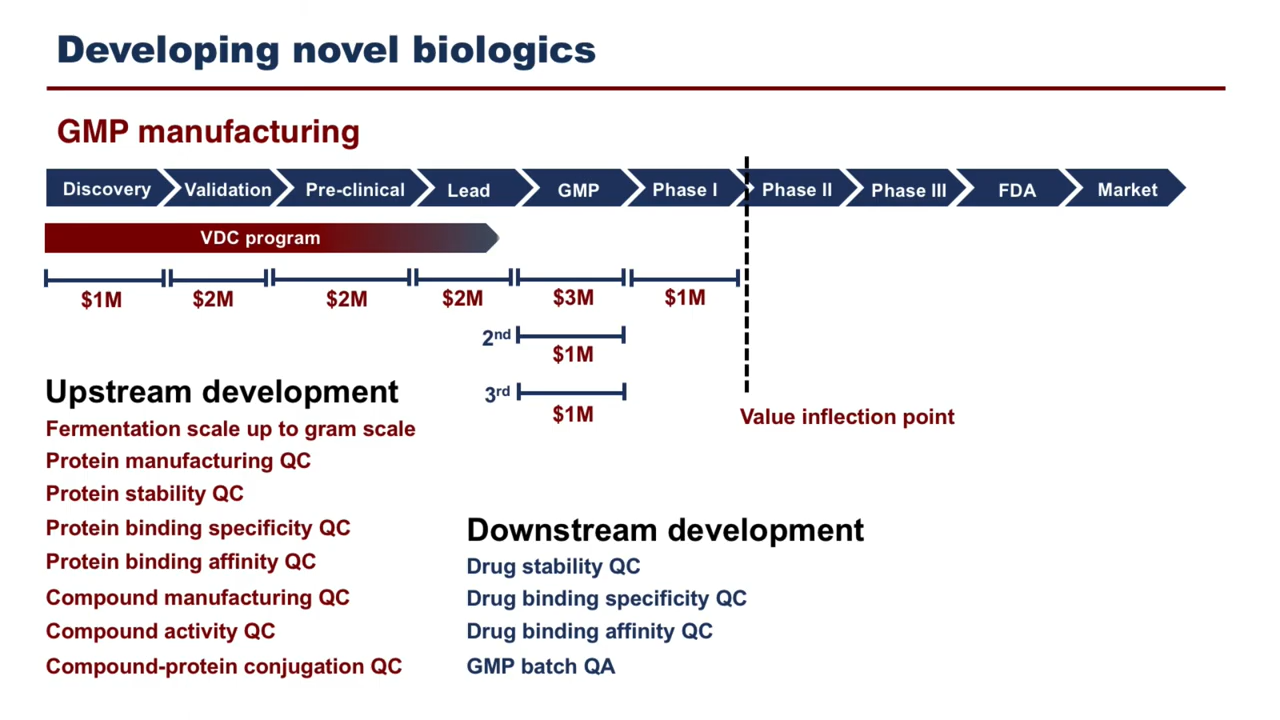 Developing novel biologics
GMP manufacturing
Discovery Validation Pre-clinical Lead GMP Phase I Phase II Phase III FDA Market
VDC program
$1M $2M $2M $2M $3M $1M
2nd
$1M
3rd
$1M
Value inflection point
Upstream development
Fermentation scale up to gram scale
Protein manufacturing QC
Protein stability QC
Protein binding specificity QC
Protein binding affinity QC
Compound manufacturing QC
Compound activity QC
Compound-protein conjugation QC
Downstream development
Drug stability QC
Drug binding specificity QC
Drug binding affinity QC
GMP batch QA